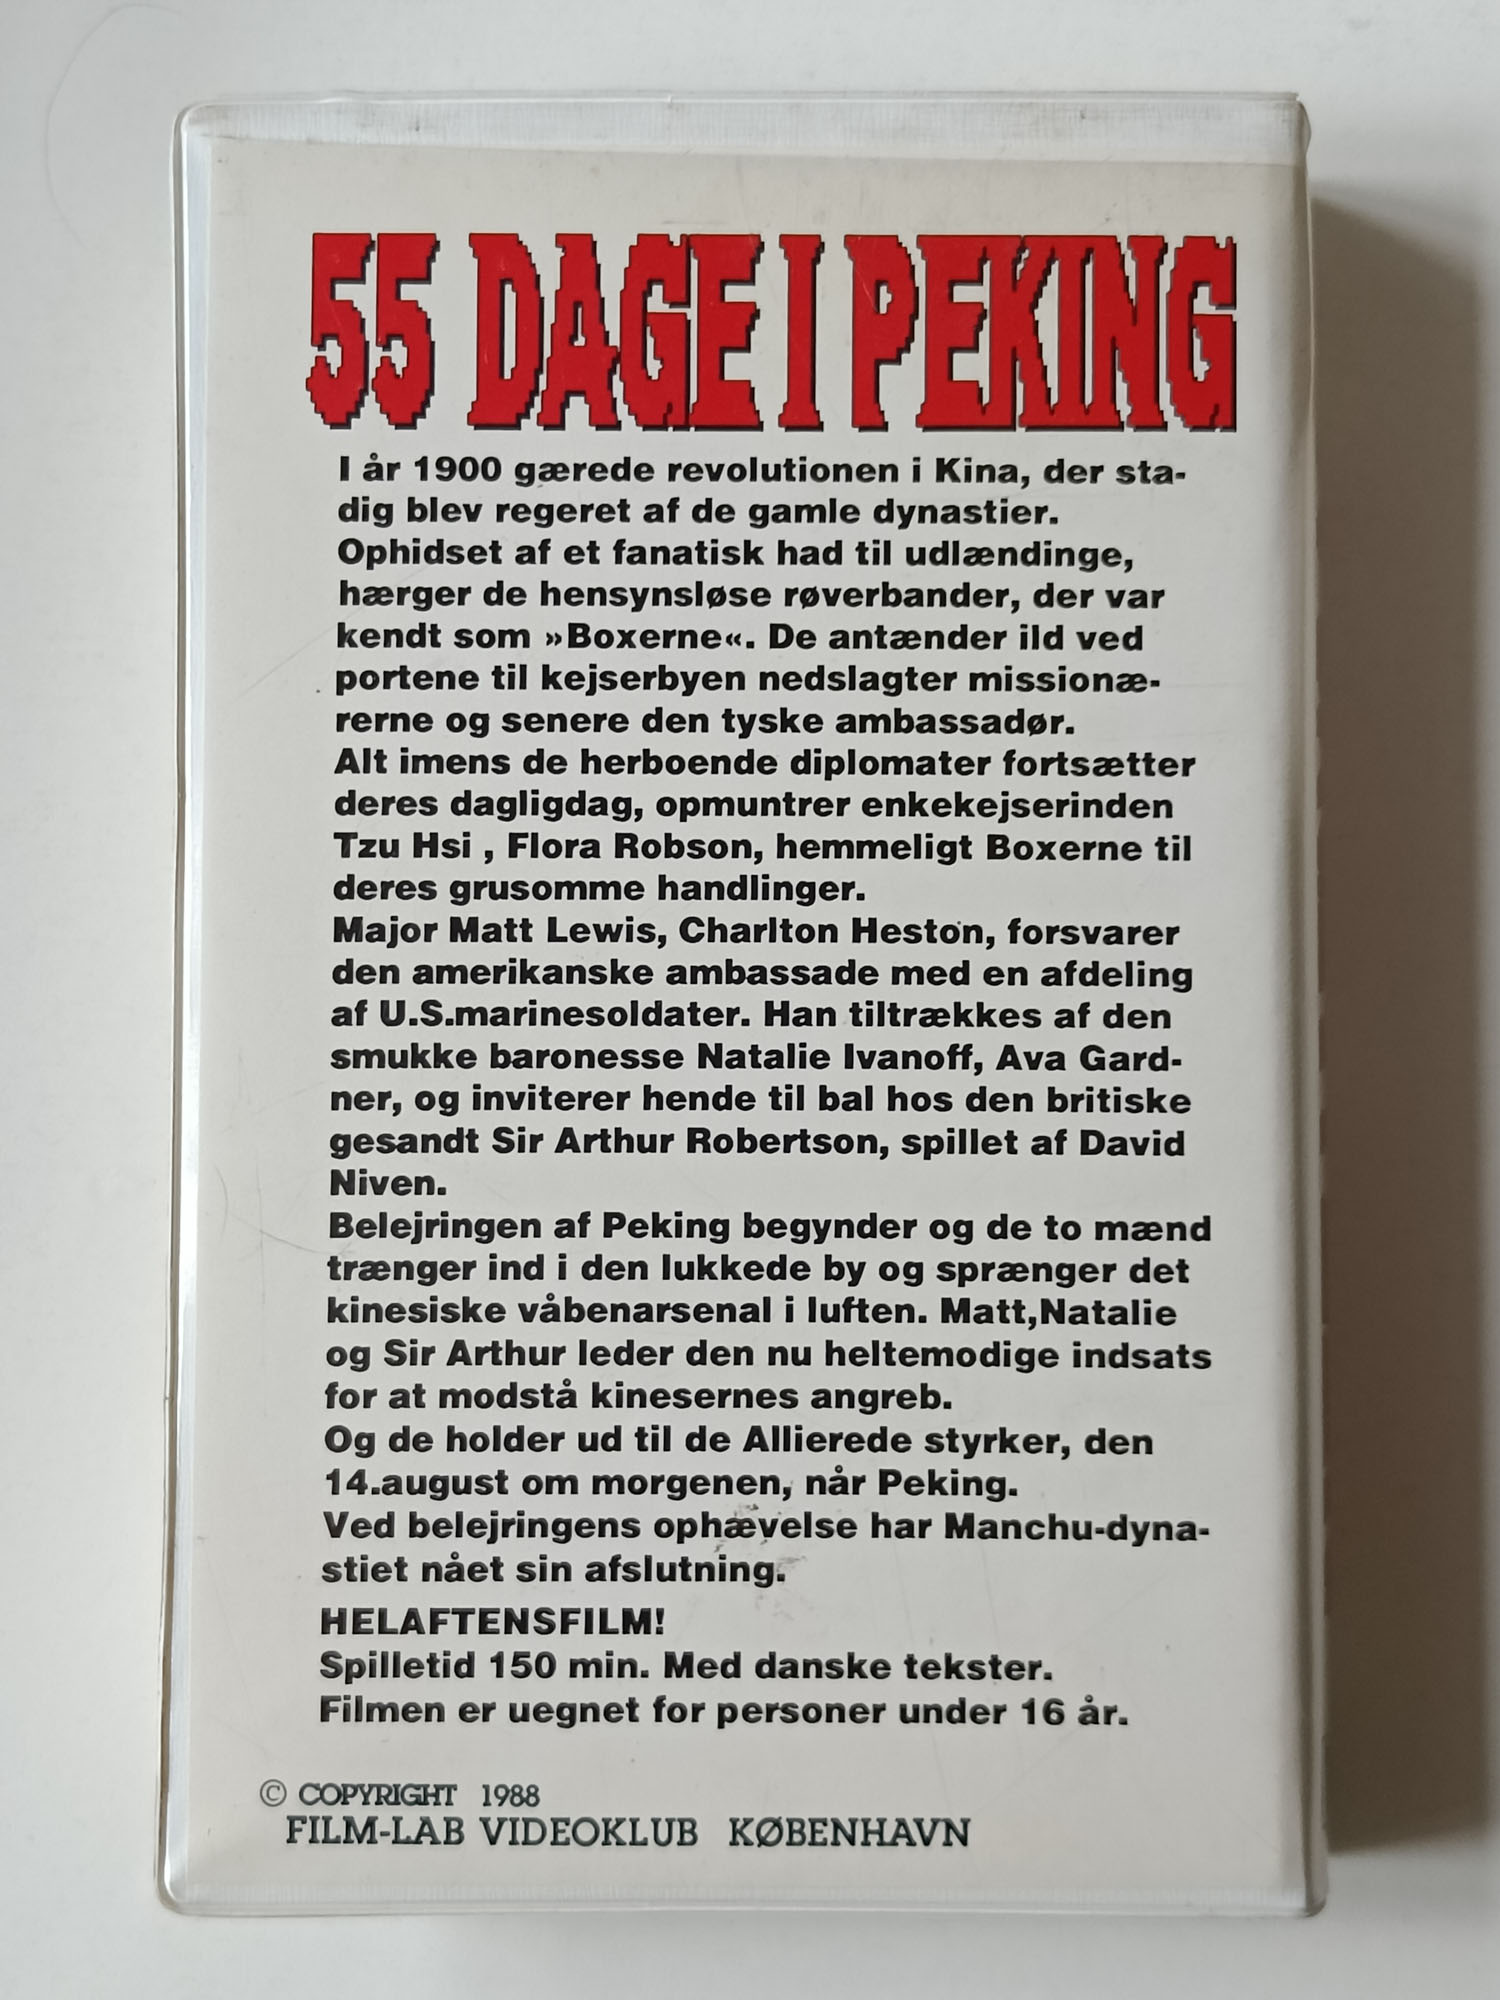 55 DAGE I PEKING
I år 1900 gærede revolutionen i Kina, der sta-
dig blev regeret af de gamle dynastier.
Ophidset af et fanatisk had til udlændinge,
hærger de hensynsløse røverbander, der var
kendt som »Boxerne«. De antænder ild ved
portene til kejserbyen nedslagter missionæ-
rerne og senere den tyske ambassadør.
Alt imens de herboende diplomater fortsætter
deres dagligdag, opmuntrer enkekejserinden
Tzu Hsi , Flora Robson, hemmeligt Boxerne til
deres grusomme handlinger.
Major Matt Lewis, Charlton Heston, forsvarer
den amerikanske ambassade med en afdeling
af U.S.marinesoldater. Han tiltrækkes af den
smukke baronesse Natalie Ivanoff, Ava Gard-
ner, og inviterer hende til bal hos den britiske
gesandt Sir Arthur Robertson, spillet af David
Niven.
Belejringen af Peking begynder og de to mænd
trænger ind i den lukkede by og sprænger det
kinesiske våbenarsenal i luften. Matt,Natalie
og Sir Arthur leder den nu heltemodige indsats
for at modstå kinesernes angreb.
Og de holder ud til de Allierede styrker, den
14.august om morgenen, når Peking.
Ved belejringens ophævelse har Manchu-dyna-
stiet nået sin afslutning.
HELAFTENSFILM!
Spilletid 150 min. Med danske tekster.
Filmen er uegnet for personer under 16 år.
© COPYRIGHT 1988
FILM-LAB VIDEOKLUB KØBENHAVN